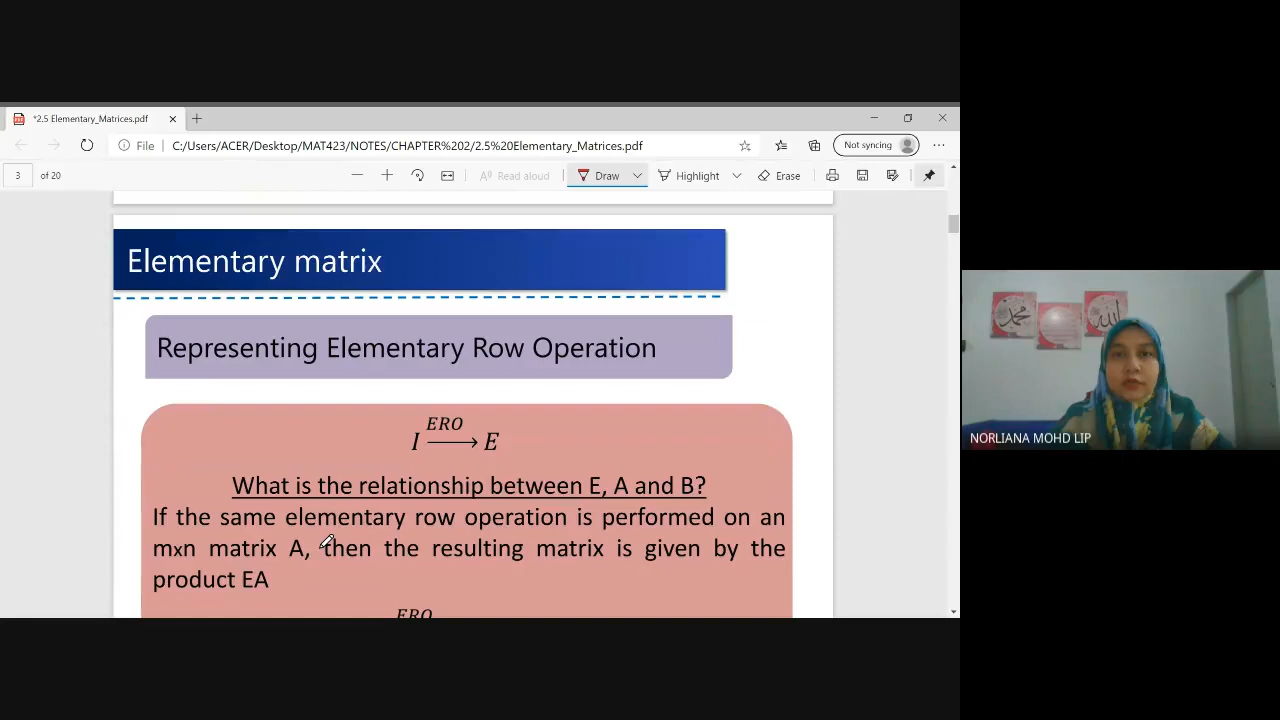 *2.5 Elementary_Matrices.pdf
File
C:/Users/ACER/Desktop/MAT423/NOTES/CHAPTER%202/2.5%20Elementary_Matrices.pdf
Not syncing
3 of 20
Read aloud
Draw
Highlight
Erase
Elementary matrix
Representing Elementary Row Operation
ERO
I ⟶ E
What is the relationship between E, A and B?
If the same elementary row operation is performed on an
mxn matrix A, then the resulting matrix is given by the
product EA
ERO
NORLIANA MOHD LIP